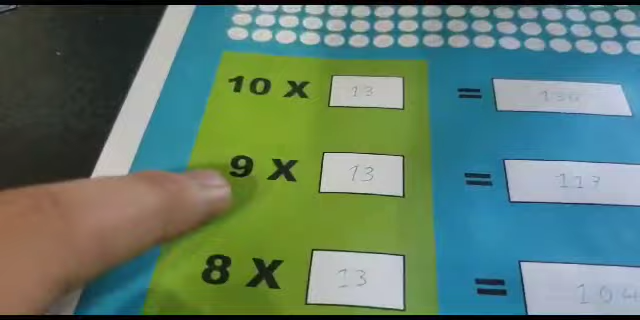 10 X 13 = 130
9 X 13 = 117
8 X 13 = 104